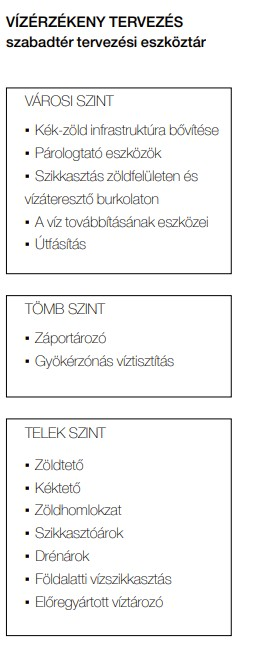 VÍZÉRZÉKENY TERVEZÉS
szabadtér tervezési eszköztár
VÁROSI SZINT
▪ Kék-zöld infrastruktúra bővítése
▪ Párologtató eszközök
▪ Szikkasztás zöldfelületen és
vízáteresztő burkolaton
▪ A víz továbbításának eszközei
▪ Útfásítás
TÖMB SZINT
▪ Záportározó
▪ Gyökérzónás víztisztítás
TELEK SZINT
▪ Zöldtető
▪ Kéktető
▪ Zöldhomlokzat
▪ Szikkasztóárok
▪ Drénárok
▪ Földalatti vízszikkasztás
▪ Előregyártott víztározó